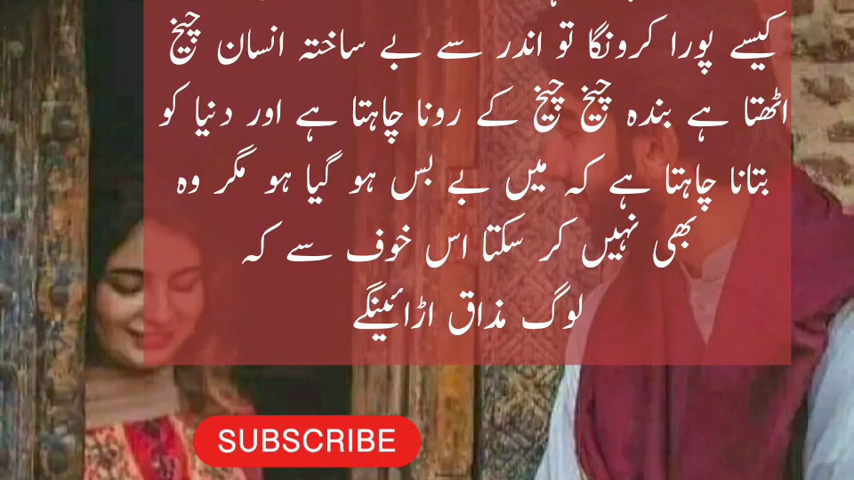 کیسے پورا کرونگا تو اندر سے بے ساختہ انسان چیخ
اٹھتا ہے بندہ چیخ چیخ کے رونا چاہتا ہے اور دنیا کو
بتانا چاہتا ہے کہ میں بے بس ہو گیا ہو مگر وہ
بھی نہیں کر سکتا اس خوف سے کہ
لوگ مذاق اڑائینگے
SUBSCRIBE